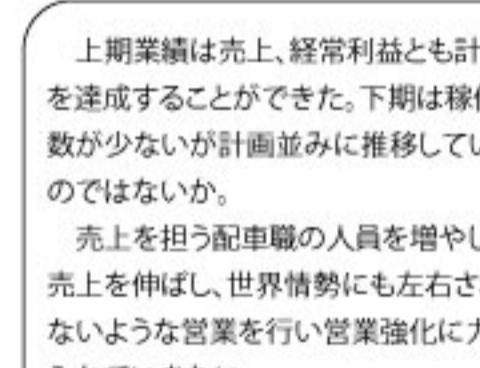 上期業績は売上、経常利益とも計
を達成することができた。下期は稼
数が少ないが計画並みに推移してい
のではないか。
売上を担う配車職の人員を増やし
売上を伸ばし、世界情勢にも左右さ
ないような営業を行い営業強化に力